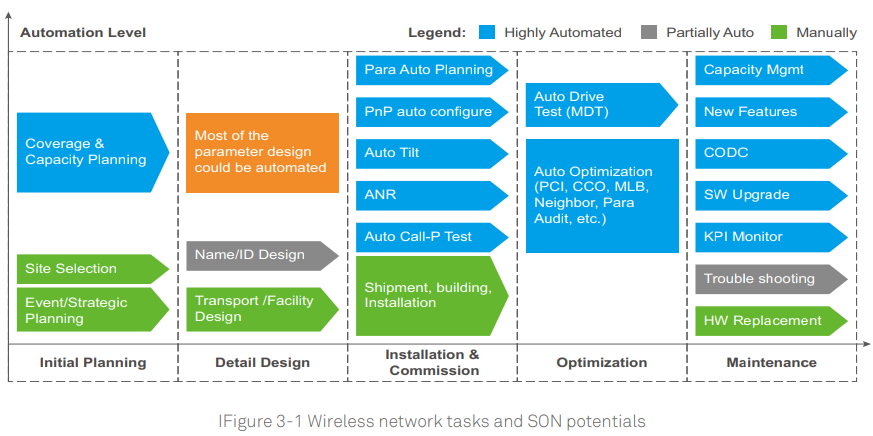 Automation Level
Legend:
Highly Automated
Partially Auto
Manually
Coverage &
Capacity Planning
Site Selection
Event/Strategic
Planning
Initial Planning
Most of the
parameter design
could be automated
Name/ID Design
Transport /Facility
Design
Detail Design
Para Auto Planning
PnP auto configure
Auto Tilt
ANR
Auto Call-P Test
Shipment, building,
Installation
Installation &
Commission
Auto Drive
Test (MDT)
Auto Optimization
(PCI, CCO, MLB,
Neighbor, Para
Audit, etc.)
Optimization
Capacity Mgmt
New Features
CODC
SW Upgrade
KPI Monitor
Trouble shooting
HW Replacement
Maintenance
IFigure 3-1 Wireless network tasks and SON potentials